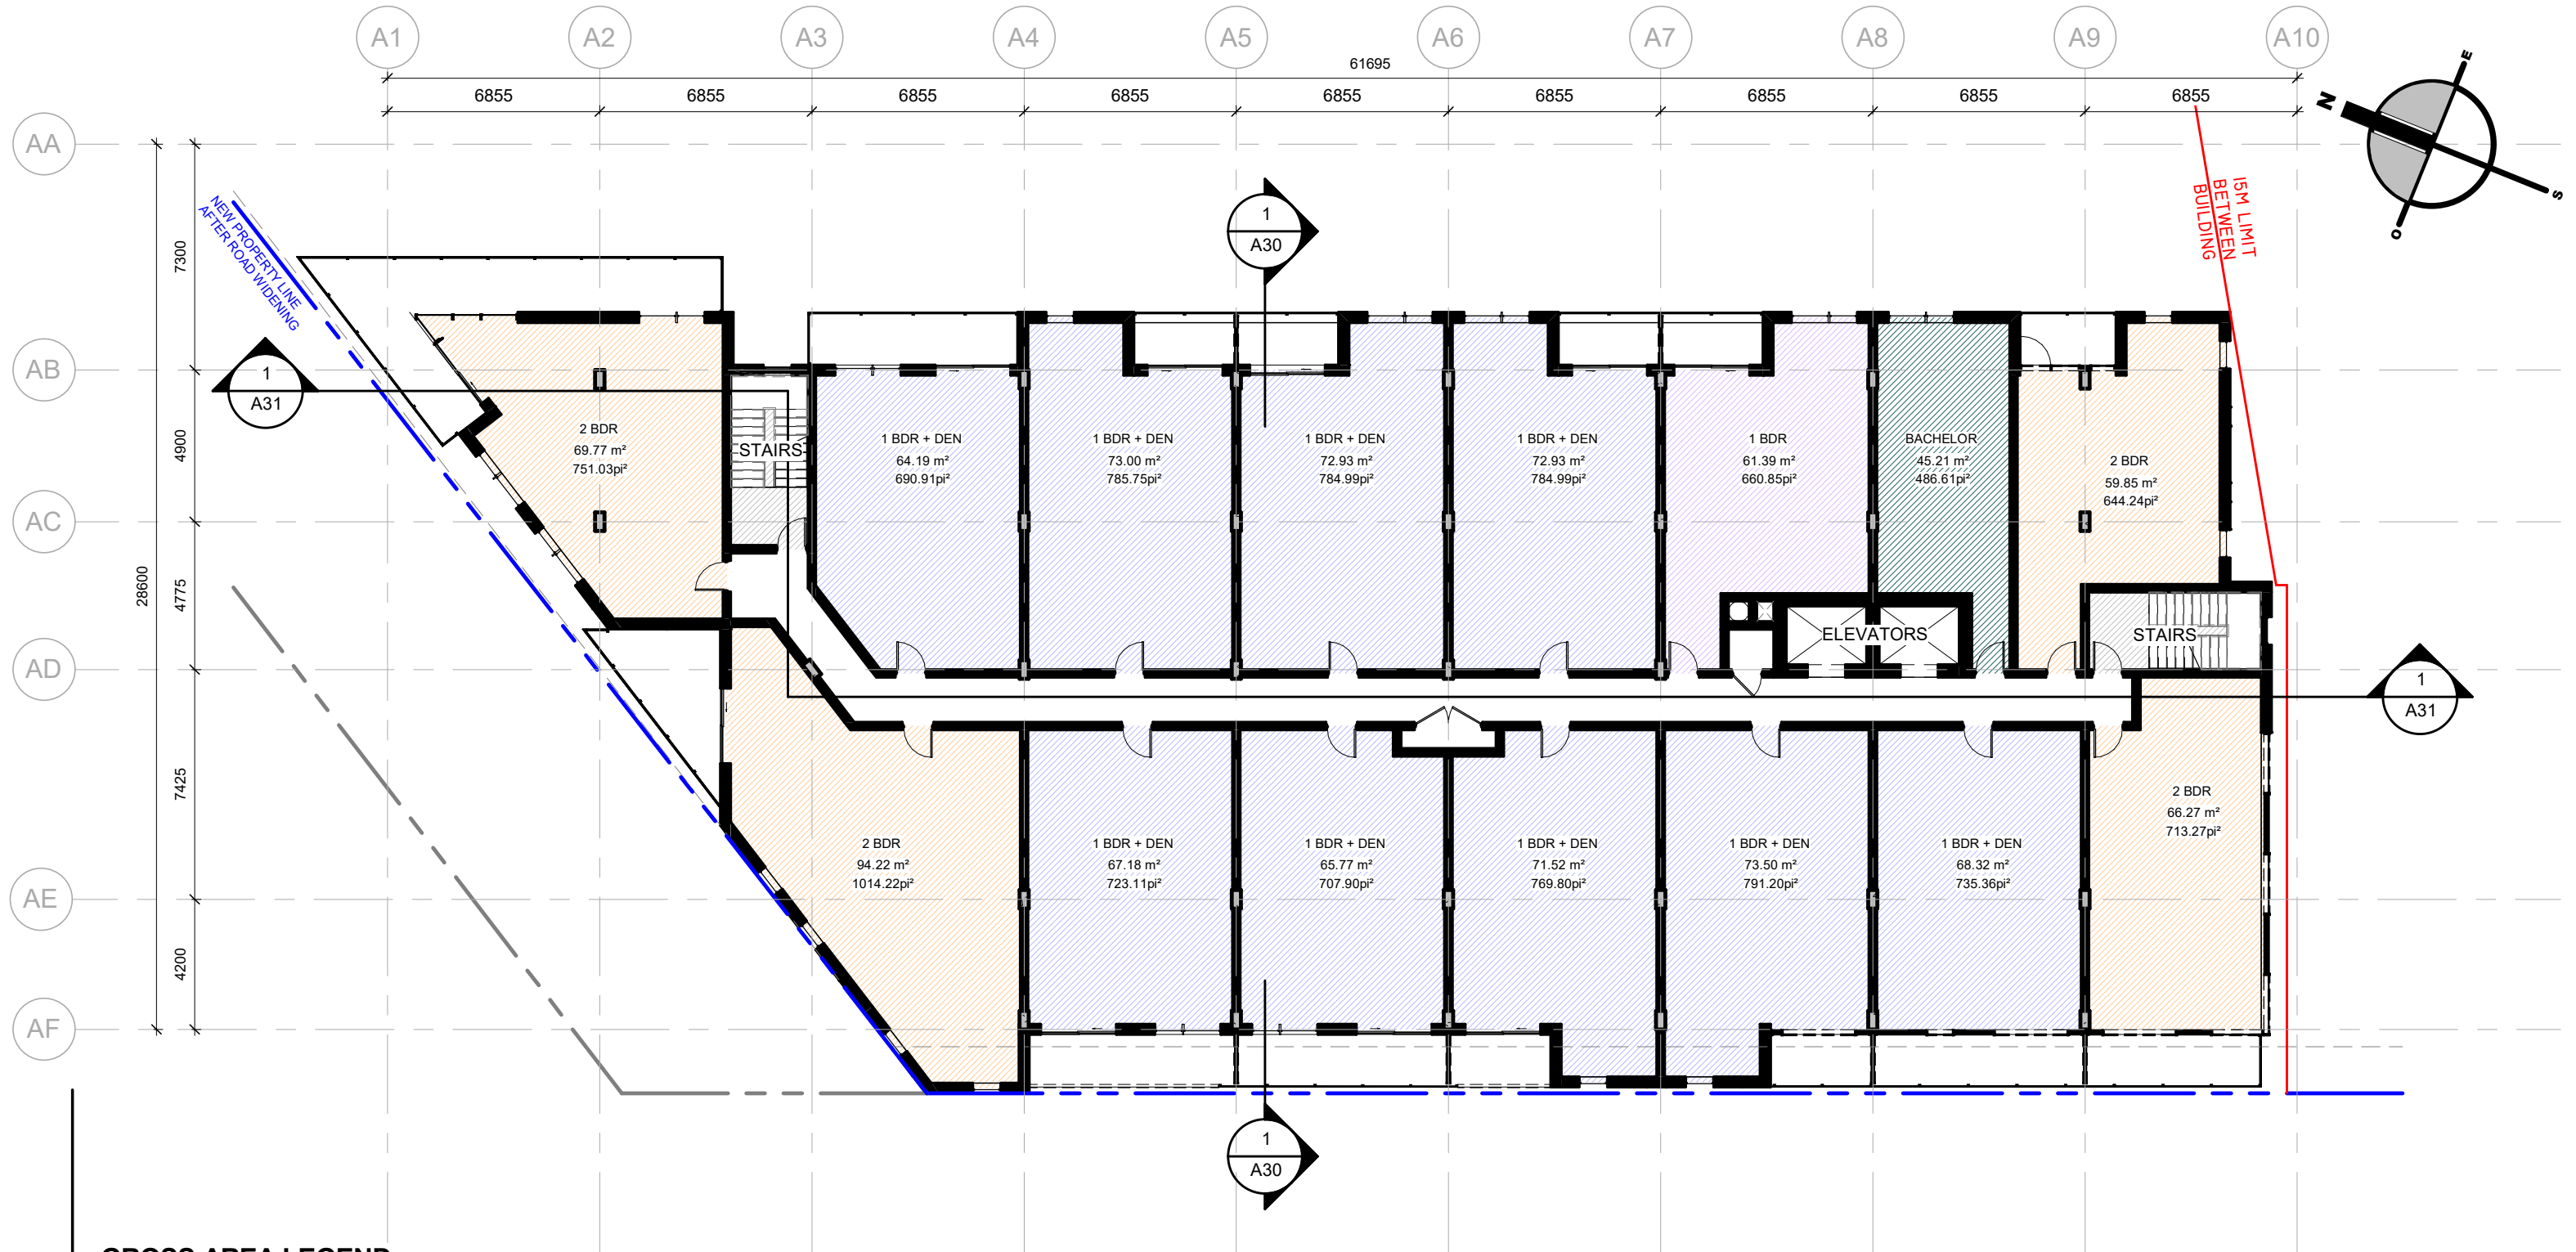 A1 A2 A3 A4 A5 A6 A7 A8 A9 A10
61695
6855 6855 6855 6855 6855 6855 6855 6855 6855
N
E
S
O
AA
AB
AC
AD
AE
AF
28600
7300
4900
4775
7425
4200
NEW PROPERTY LINE
AFTER ROAD WIDENING
15M LIMIT
BETWEEN
BUILDING
1
A30
1
A31
2 BDR
69.77 m²
751.03pi²
STAIRS
1 BDR + DEN
64.19 m²
690.91pi²
1 BDR + DEN
73.00 m²
785.75pi²
1 BDR + DEN
72.93 m²
784.99pi²
1 BDR + DEN
72.93 m²
784.99pi²
1 BDR
61.39 m²
660.85pi²
BACHELOR
45.21 m²
486.61pi²
2 BDR
59.85 m²
644.24pi²
ELEVATORS
STAIRS
1
A31
2 BDR
94.22 m²
1014.22pi²
1 BDR + DEN
67.18 m²
723.11pi²
1 BDR + DEN
65.77 m²
707.90pi²
1 BDR + DEN
71.52 m²
769.80pi²
1 BDR + DEN
73.50 m²
791.20pi²
1 BDR + DEN
68.32 m²
735.36pi²
2 BDR
66.27 m²
713.27pi²
1
A30
GROSS AREA LEGEND